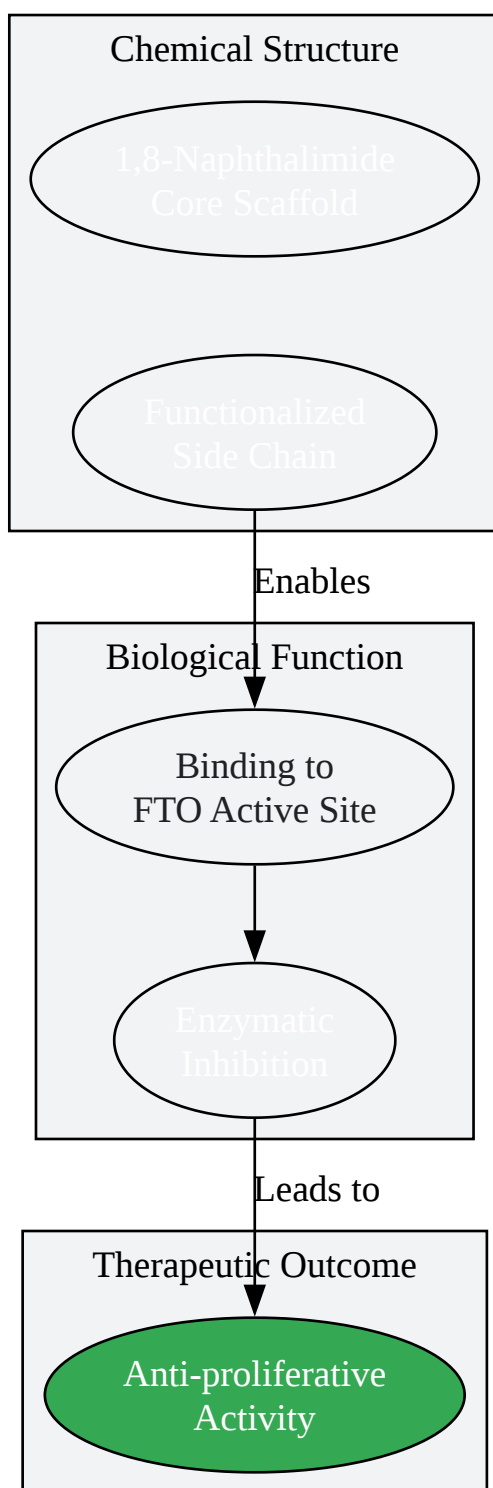 Chemical Structure
1,8-Naphthalimide
Core Scaffold
Functionalized
Side Chain
Enables
Biological Function
Binding to
FTO Active Site
Enzymatic
Inhibition
Leads to
Therapeutic Outcome
Anti-proliferative
Activity